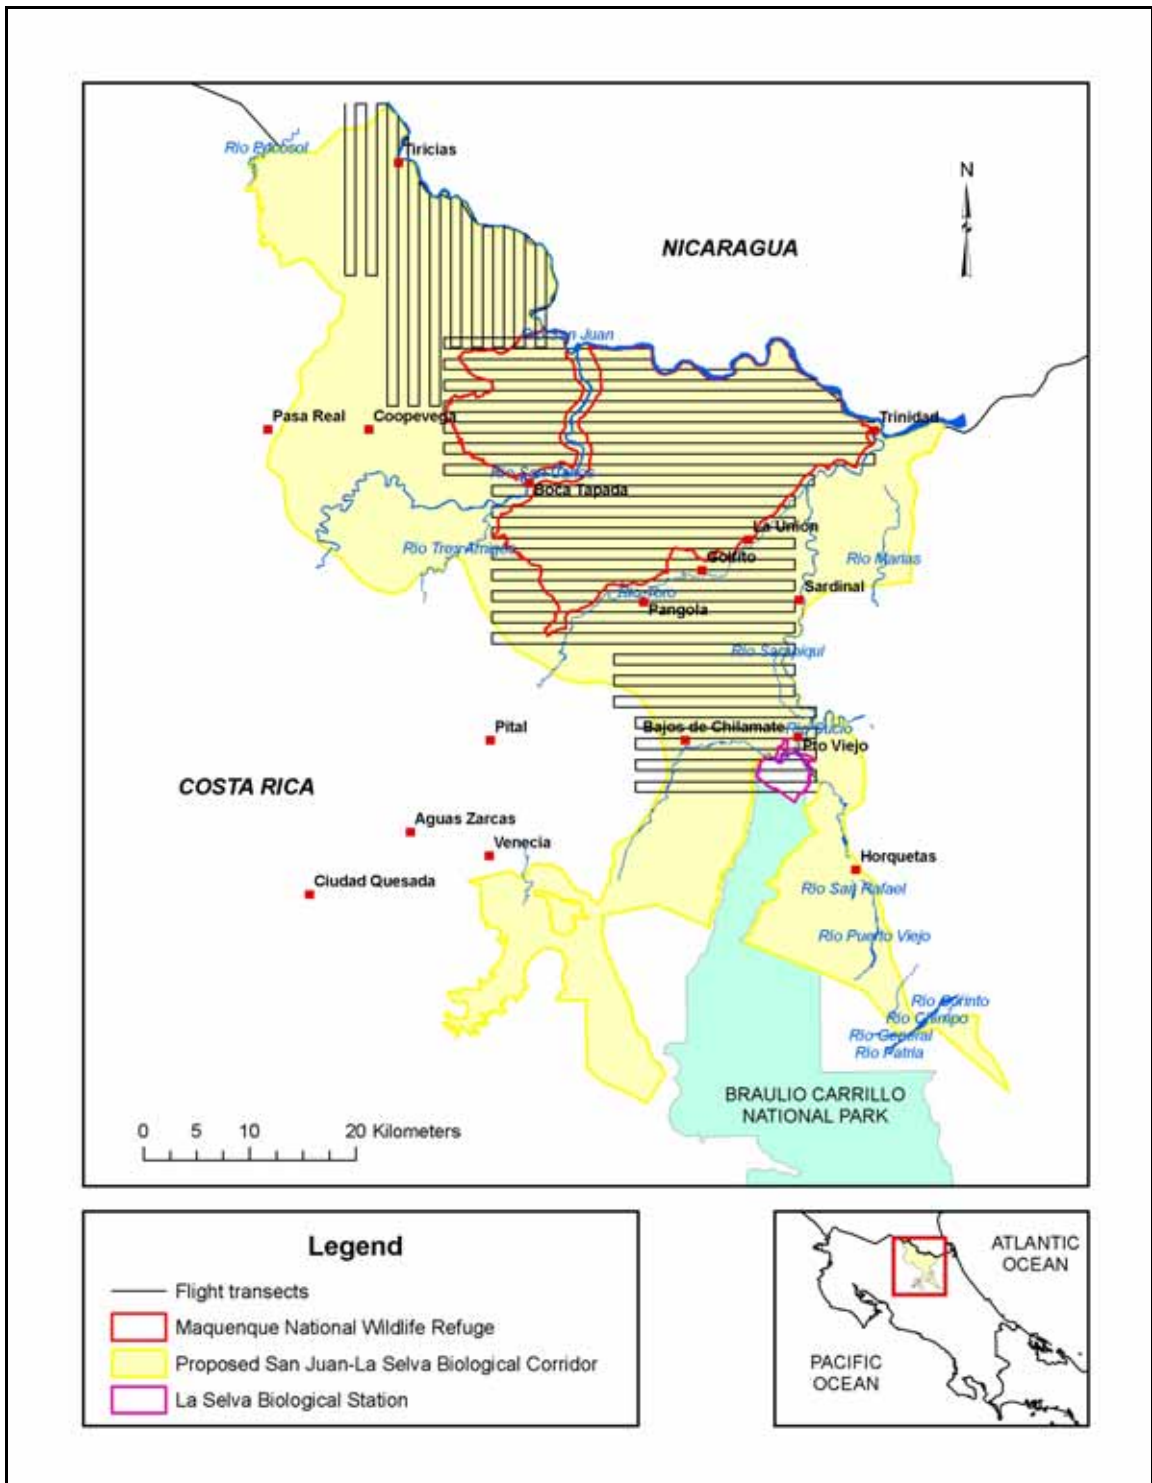 Tiricias
N
NICARAGUA
Río San Juan
Pasa Real
Coopevega
Trinidad
Río San Carlos
Boca Tapada
La Unión
Río Tres Amigos
Golfito
Río Marias
Río Toro
Sardinal
Pangola
Río Sarapiquí
Pital
Bajos de Chilamate
Río Sucio
Pto Viejo
COSTA RICA
Aguas Zarcas
Venecia
Horquetas
Ciudad Quesada
Río San Rafael
Río Puerto Viejo
Río Corinto
Río General
Río Patria
BRAULIO CARRILLO
NATIONAL PARK
0 5 10 20 Kilometers
Legend
Flight transects
Maquenque National Wildlife Refuge
Proposed San Juan-La Selva Biological Corridor
La Selva Biological Station
ATLANTIC
OCEAN
PACIFIC
OCEAN